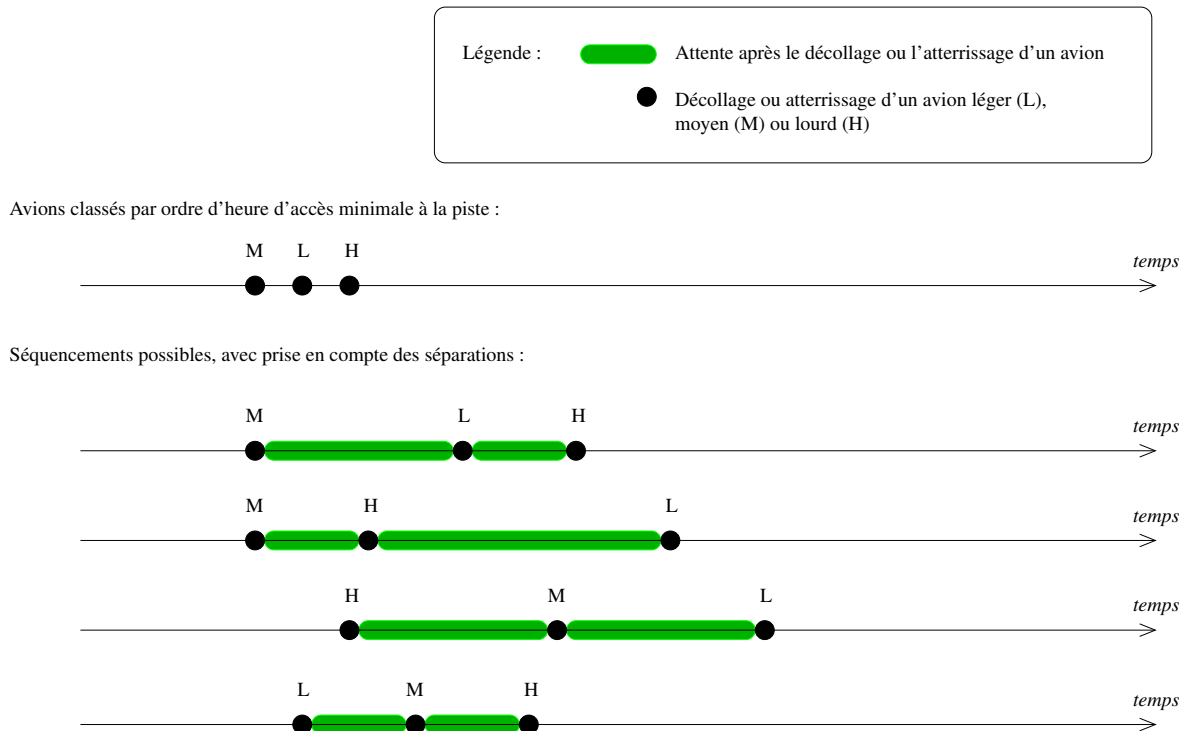 Légende :
Attente après le décollage ou l'atterrissage d'un avion
Décollage ou atterrissage d'un avion léger (L),
moyen (M) ou lourd (H)
Avions classés par ordre d'heure d'accès minimale à la piste :
M L H
temps
Séquencements possibles, avec prise en compte des séparations :
M L H
temps
M H L
temps
H M L
temps
L M H
temps